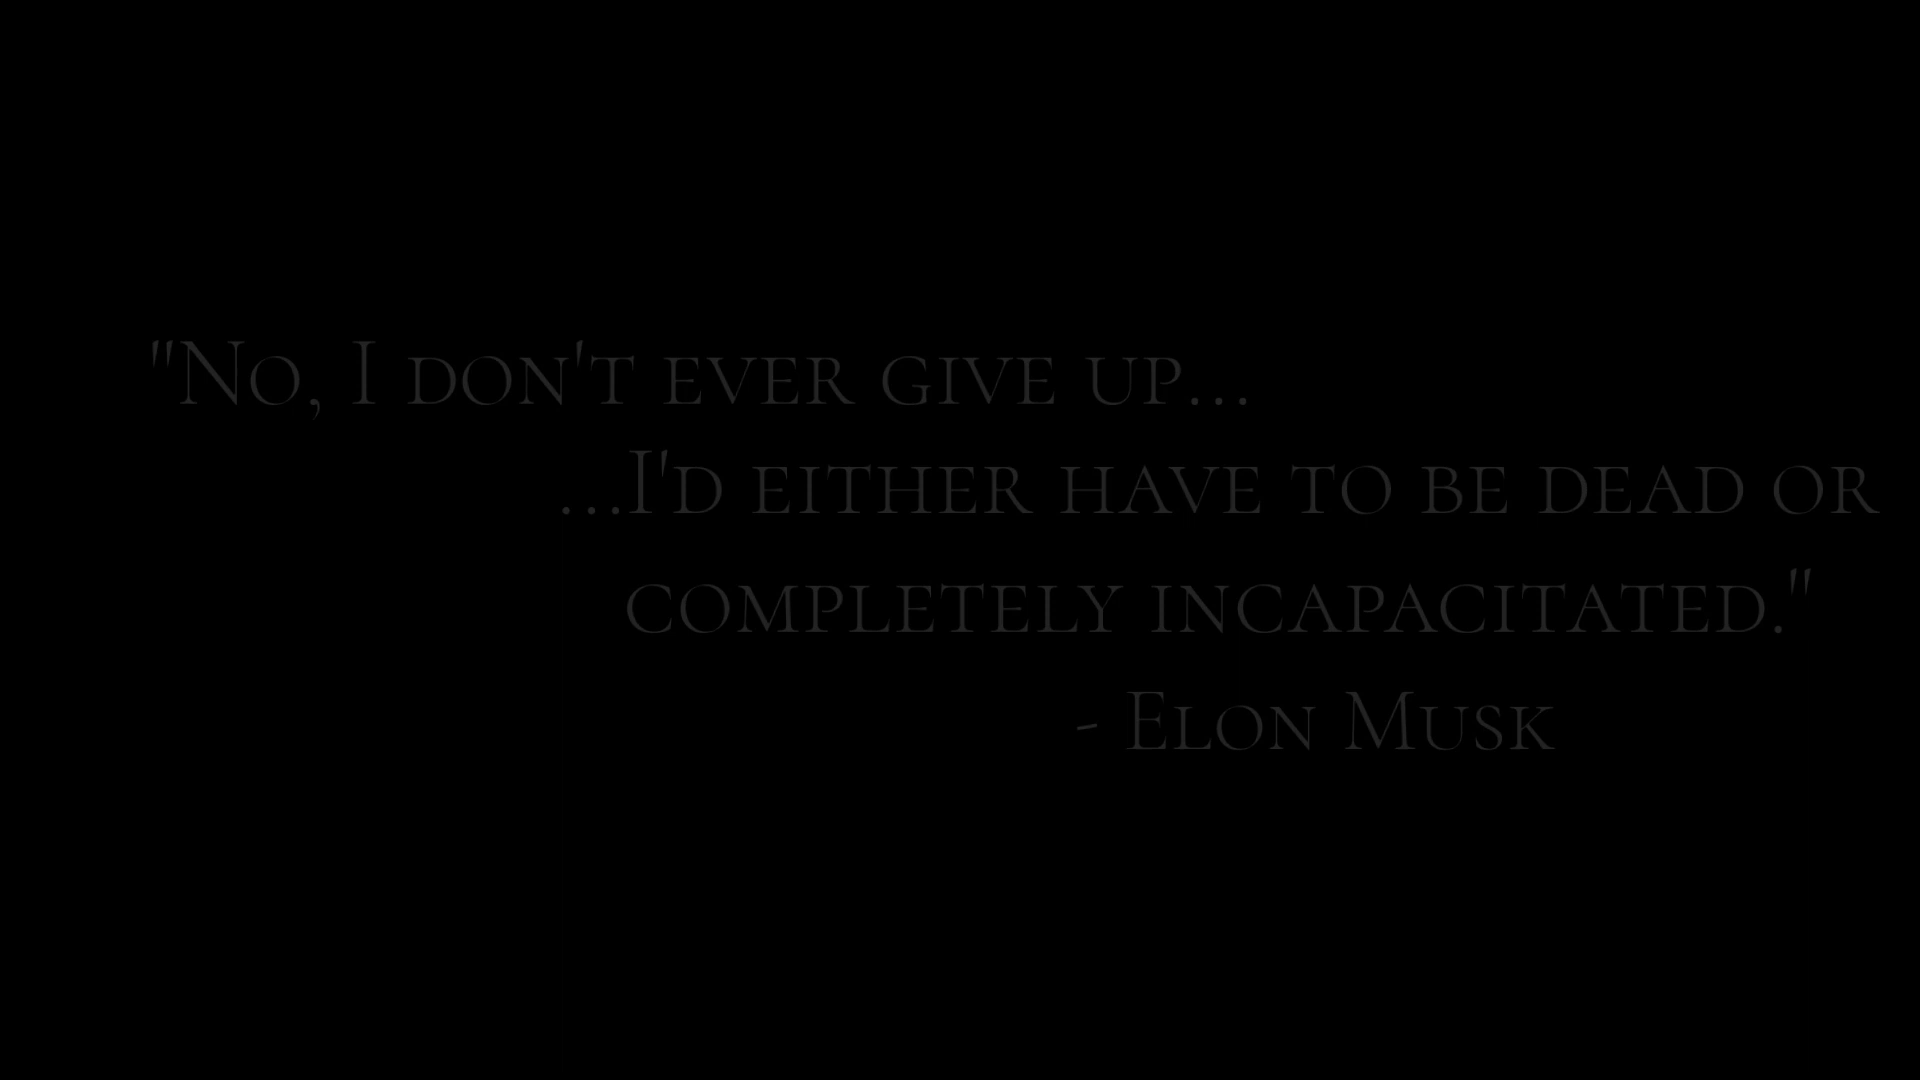 "No, I don't ever give up...
...I'd either have to be dead or
completely incapacitated."
- Elon Musk